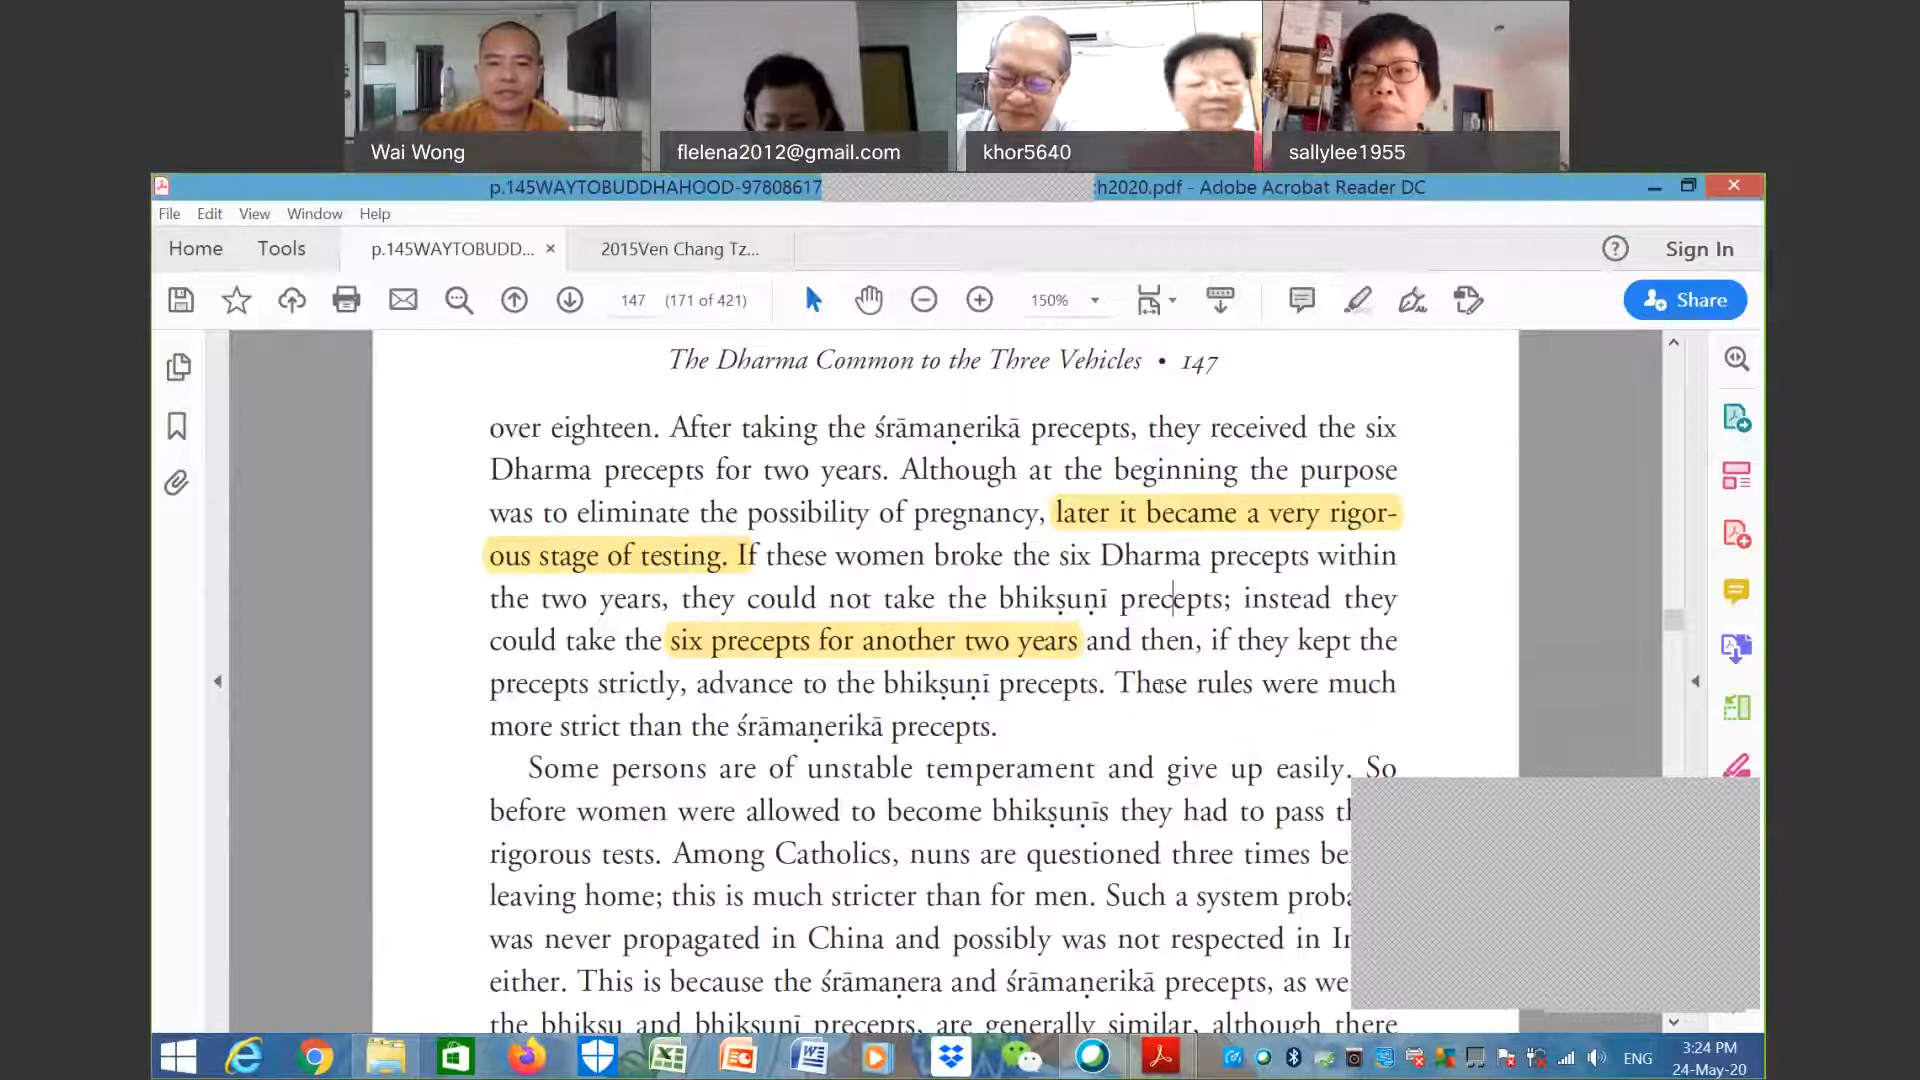 Wai Wong
flelena2012@gmail.com
khor5640
sallylee1955
p.145WAYTOBUDDHAHOOD-97808617
h2020.pdf - Adobe Acrobat Reader DC
File Edit View Window Help
Home Tools p.145WAYTOBUDD... × 2015Ven Chang Tz... ? Sign In
147 (171 of 421) 150% Share
The Dharma Common to the Three Vehicles • 147
over eighteen. After taking the śrāmaṇerikā precepts, they received the six
Dharma precepts for two years. Although at the beginning the purpose
was to eliminate the possibility of pregnancy, later it became a very rigor-
ous stage of testing. If these women broke the six Dharma precepts within
the two years, they could not take the bhikṣuṇī precepts; instead they
could take the six precepts for another two years and then, if they kept the
precepts strictly, advance to the bhikṣuṇī precepts. These rules were much
more strict than the śrāmaṇerikā precepts.
Some persons are of unstable temperament and give up easily. So
before women were allowed to become bhikṣuṇīs they had to pass
rigorous tests. Among Catholics, nuns are questioned three times
leaving home; this is much stricter than for men. Such a system
was never propagated in China and possibly was not respected in
either. This is because the śrāmaṇera and śrāmaṇerikā precepts, as
the bhikṣu and bhikṣuṇī precepts, are generally similar, although there
ENG
3:24 PM
24-May-20